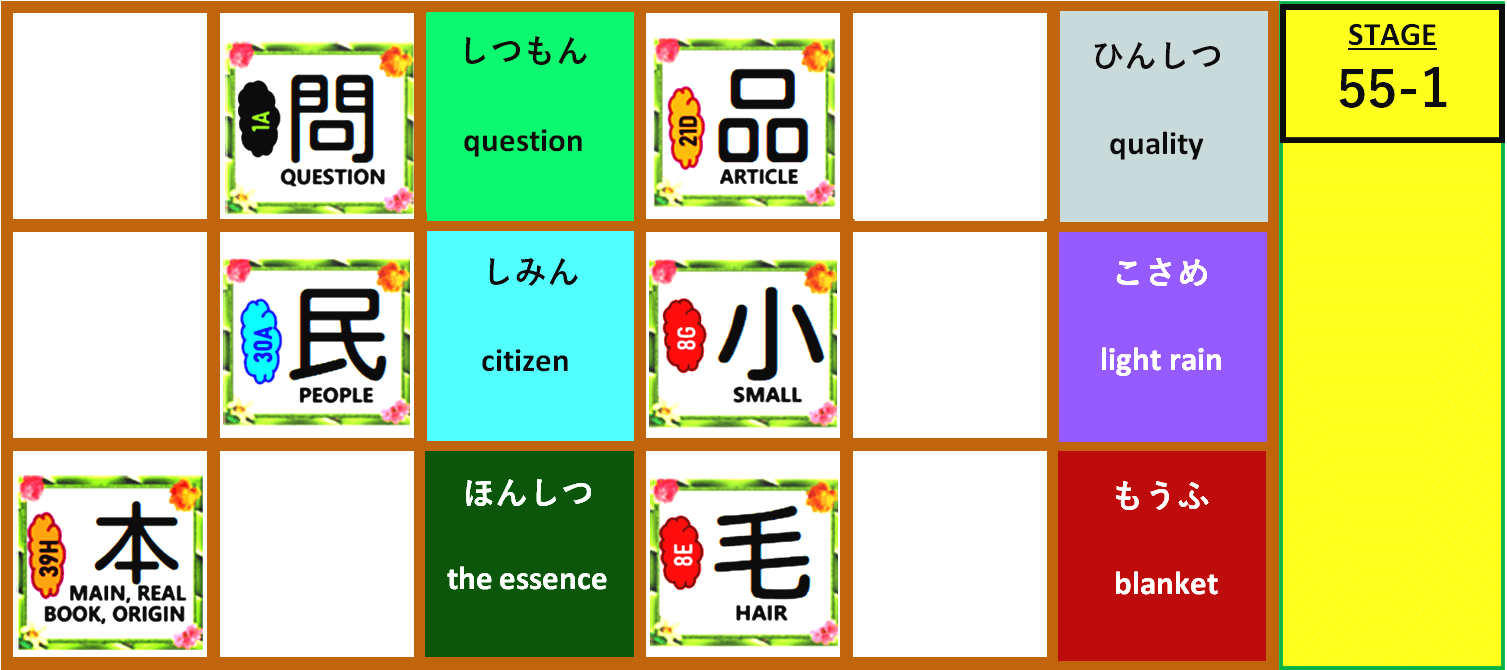 1A
問
QUESTION
しつもん
question
21D
品
ARTICLE
ひんしつ
quality
STAGE
55-1
30A
民
PEOPLE
しみん
citizen
8G
小
SMALL
こさめ
light rain
39H
本
MAIN, REAL
BOOK, ORIGIN
ほんしつ
the essence
8E
毛
HAIR
もうふ
blanket